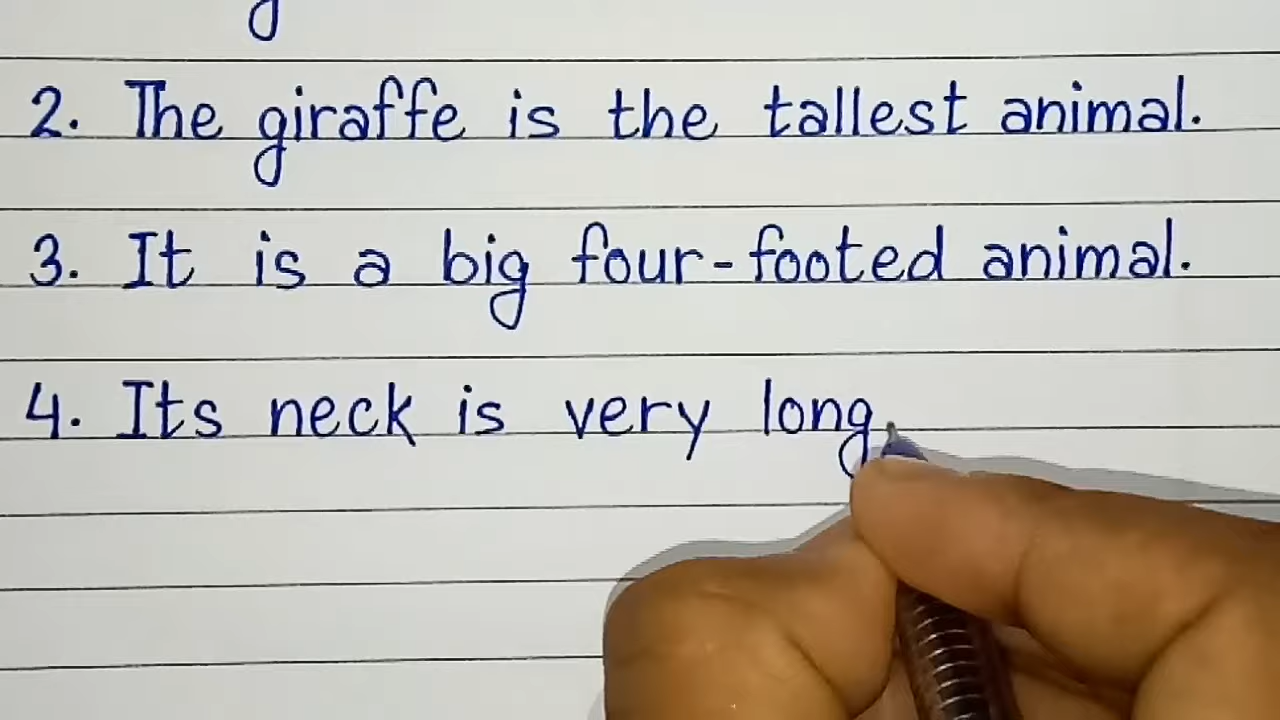 2. The giraffe is the tallest animal.
3. It is a big four-footed animal.
4. Its neck is very long.